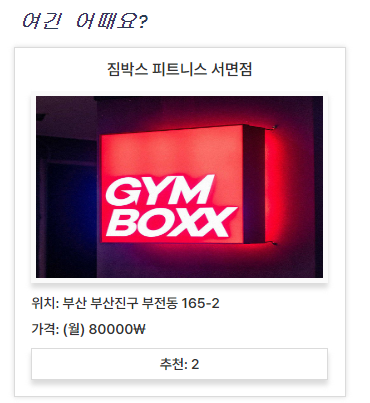 여긴 어때요?
짐박스 피트니스 서면점
GYM
BOXX
위치: 부산 부산진구 부전동 165-2
가격: (월) 80000₩
추천: 2